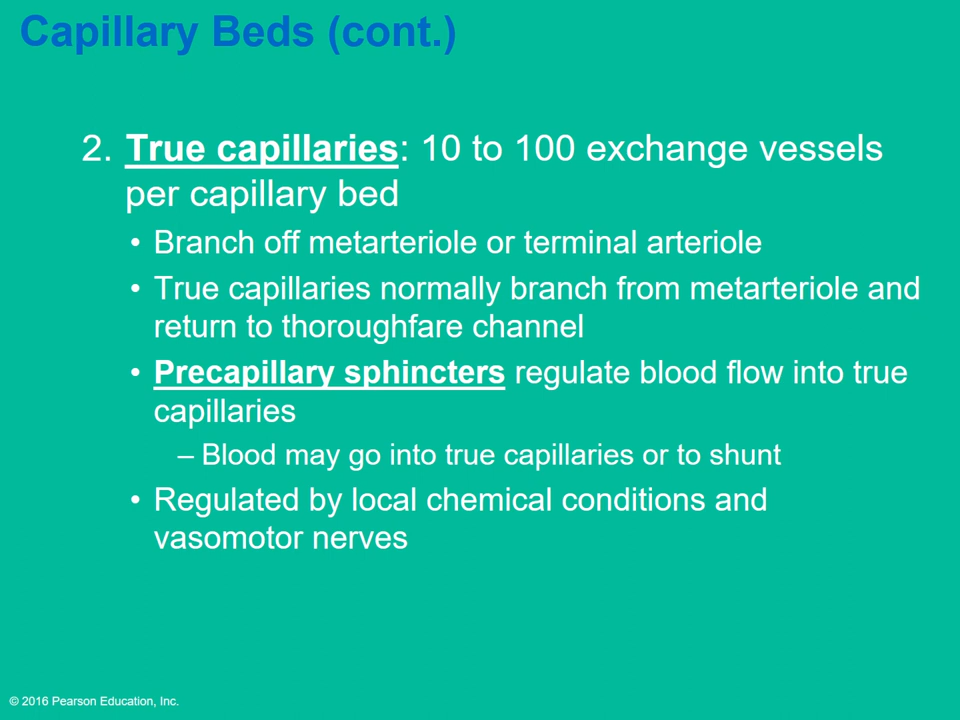 Capillary Beds (cont.)
2. True capillaries: 10 to 100 exchange vessels
per capillary bed
• Branch off metarteriole or terminal arteriole
• True capillaries normally branch from metarteriole and
return to thoroughfare channel
• Precapillary sphincters regulate blood flow into true
capillaries
– Blood may go into true capillaries or to shunt
• Regulated by local chemical conditions and
vasomotor nerves
© 2016 Pearson Education, Inc.